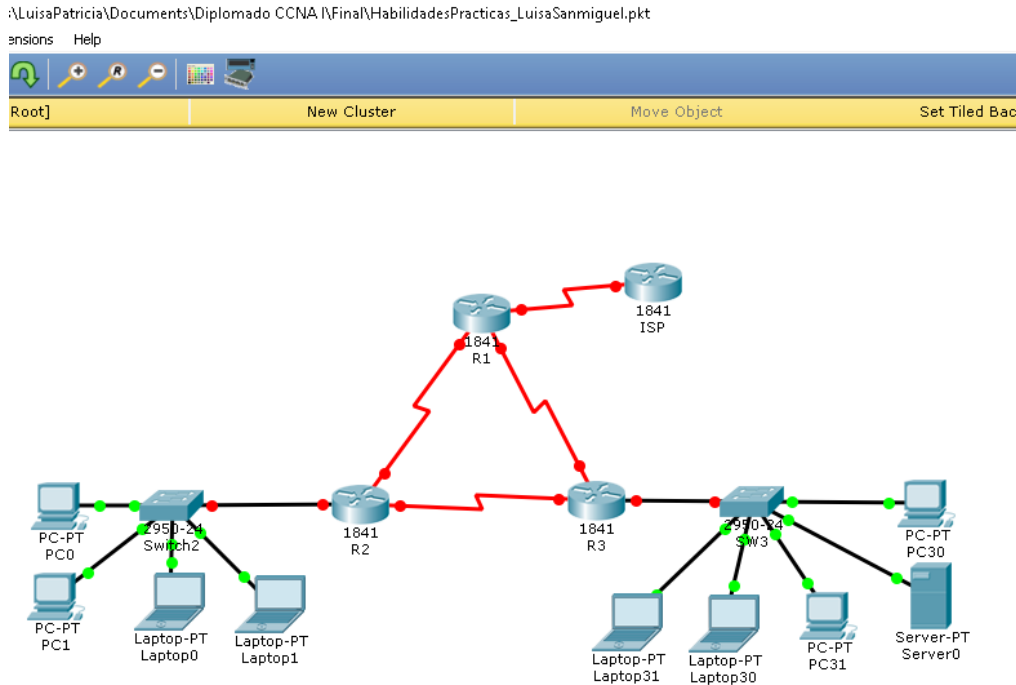 :\LuisaPatricia\Documents\Diplomado CCNA I\Final\HabilidadesPracticas_LuisaSanmiguel.pkt
ensions Help
R
Root] New Cluster Move Object Set Tiled Bac
1841
ISP
1841
R1
PC-PT
PC0
2950-24
Switch2
1841
R2
1841
R3
2950-24
SW3
PC-PT
PC30
PC-PT
PC1
Laptop-PT
Laptop0
Laptop-PT
Laptop1
Laptop-PT
Laptop31
Laptop-PT
Laptop30
PC-PT
PC31
Server-PT
Server0